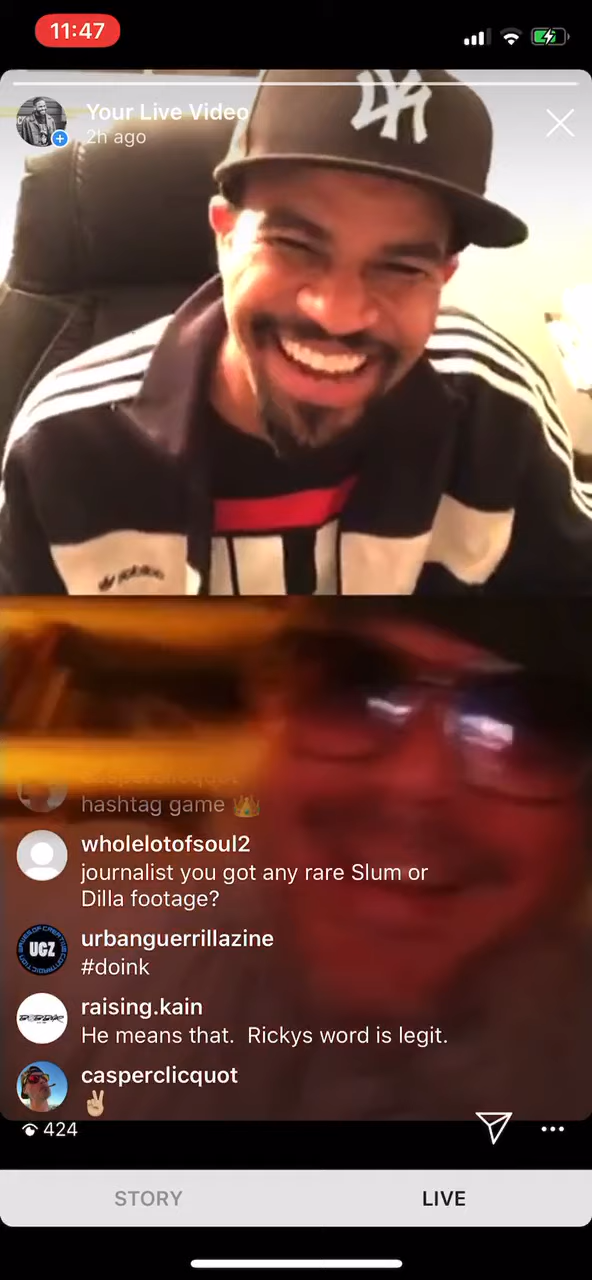 11:47
Your Live Video
2h ago
hashtag game 👑
wholelotofsoul2
journalist you got any rare Slum or
Dilla footage?
UGZ
urbanguerrillazine
#doink
raising.kain
He means that.  Rickys word is legit.
casperclicquot
✌🏼
424
STORY
LIVE